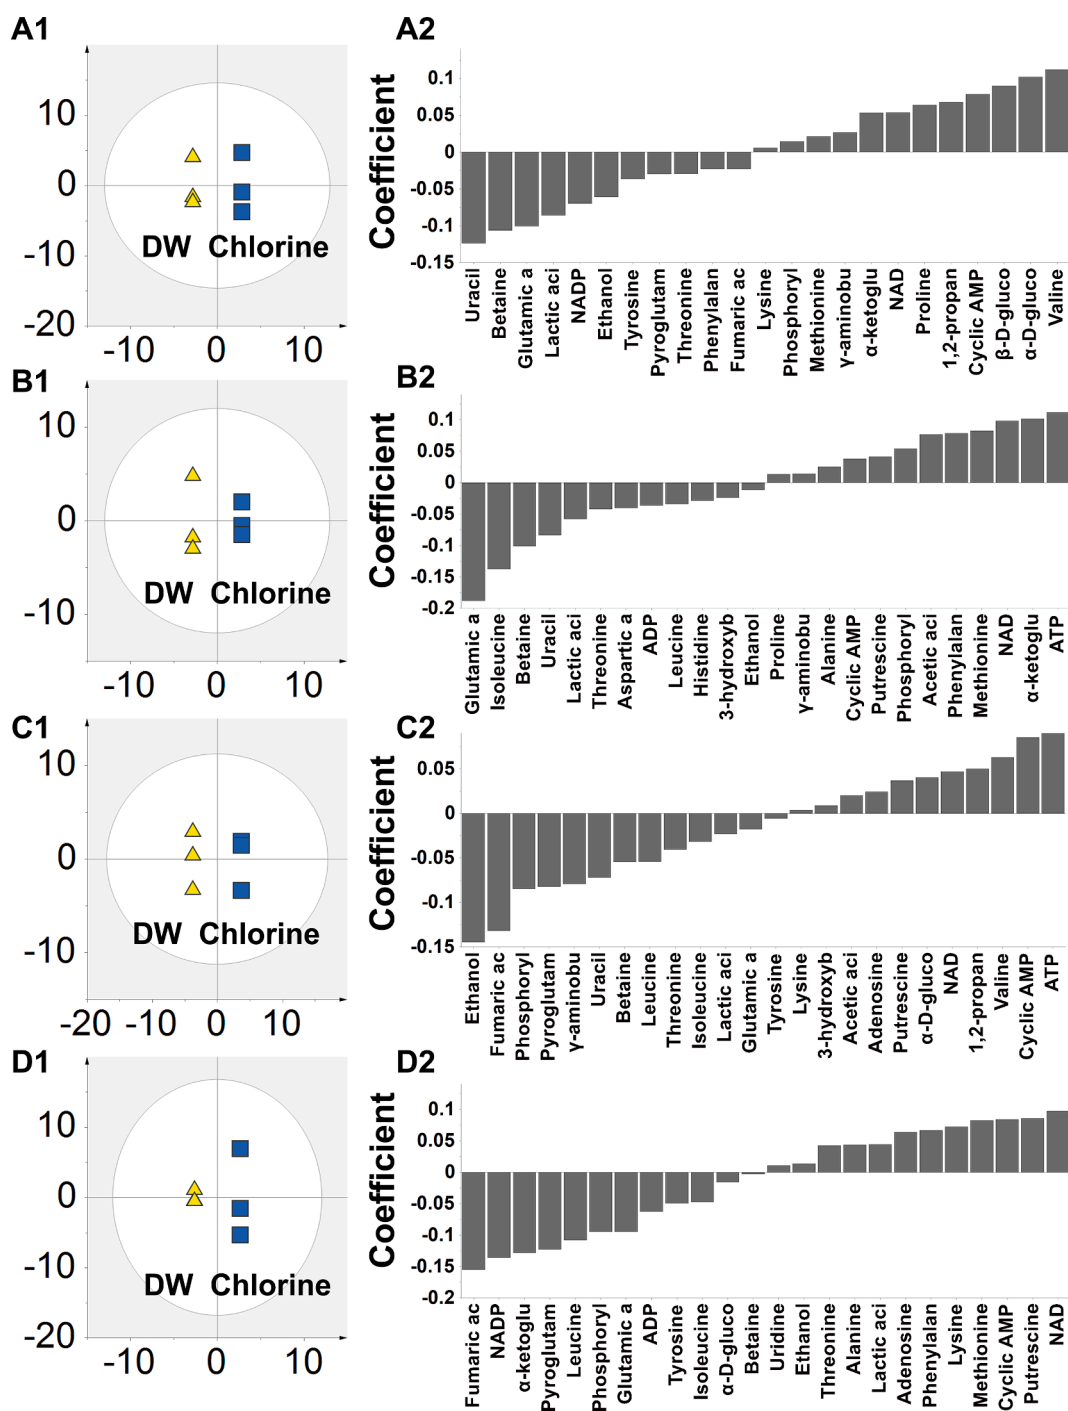 A1
10
0
-10
-20
DW Chlorine
-10 0 10
A2
Coefficient
0.1
0.05
0
-0.05
-0.1
-0.15
Uracil
Betaine
Glutamic a
Lactic aci
NADP
Ethanol
Tyrosine
Pyroglutam
Threonine
Phenylalan
Fumaric ac
Lysine
Phosphoryl
Methionine
γ-aminobu
α-ketoglu
NAD
Proline
1,2-propan
Cyclic AMP
β-D-gluco
α-D-gluco
Valine
B1
10
0
-10
DW Chlorine
-10 0 10
B2
Coefficient
0.1
0.05
0
-0.05
-0.1
-0.15
-0.2
Glutamic a
Isoleucine
Betaine
Uracil
Lactic aci
Threonine
Aspartic a
ADP
Leucine
Histidine
3-hydroxyb
Ethanol
Proline
γ-aminobu
Alanine
Cyclic AMP
Putrescine
Phosphoryl
Acetic aci
Phenylalan
Methionine
NAD
α-ketoglu
ATP
C1
10
0
-10
DW Chlorine
-20 -10 0 10
C2
Coefficient
0.05
0
-0.05
-0.1
-0.15
Ethanol
Fumaric ac
Phosphoryl
Pyroglutam
γ-aminobu
Uracil
Betaine
Leucine
Threonine
Isoleucine
Lactic aci
Glutamic a
Tyrosine
Lysine
3-hydroxyb
Acetic aci
Adenosine
Putrescine
α-D-gluco
NAD
1,2-propan
Valine
Cyclic AMP
ATP
D1
10
0
-10
-20
DW Chlorine
-10 0 10
D2
Coefficient
0.1
0.05
0
-0.05
-0.1
-0.15
-0.2
Fumaric ac
NADP
α-ketoglu
Pyroglutam
Leucine
Phosphoryl
Glutamic a
ADP
Tyrosine
Isoleucine
α-D-gluco
Betaine
Uridine
Ethanol
Threonine
Alanine
Lactic aci
Adenosine
Phenylalan
Lysine
Methionine
Cyclic AMP
Putrescine
NAD